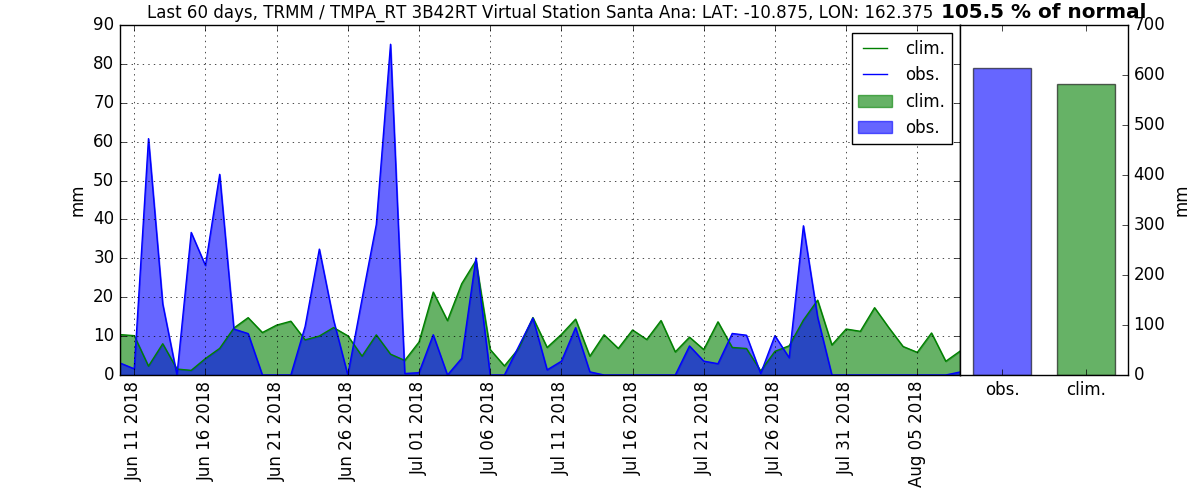 Last 60 days, TRMM / TMPA_RT 3B42RT Virtual Station Santa Ana: LAT: -10.875, LON: 162.375 105.5 % of normal
90
80
70
60
50
40
30
20
10
0
mm
clim.
obs.
clim.
obs.
700
600
500
400
300
200
100
0
mm
obs.
clim.
Jun 11 2018
Jun 16 2018
Jun 21 2018
Jun 26 2018
Jul 01 2018
Jul 06 2018
Jul 11 2018
Jul 16 2018
Jul 21 2018
Jul 26 2018
Jul 31 2018
Aug 05 2018